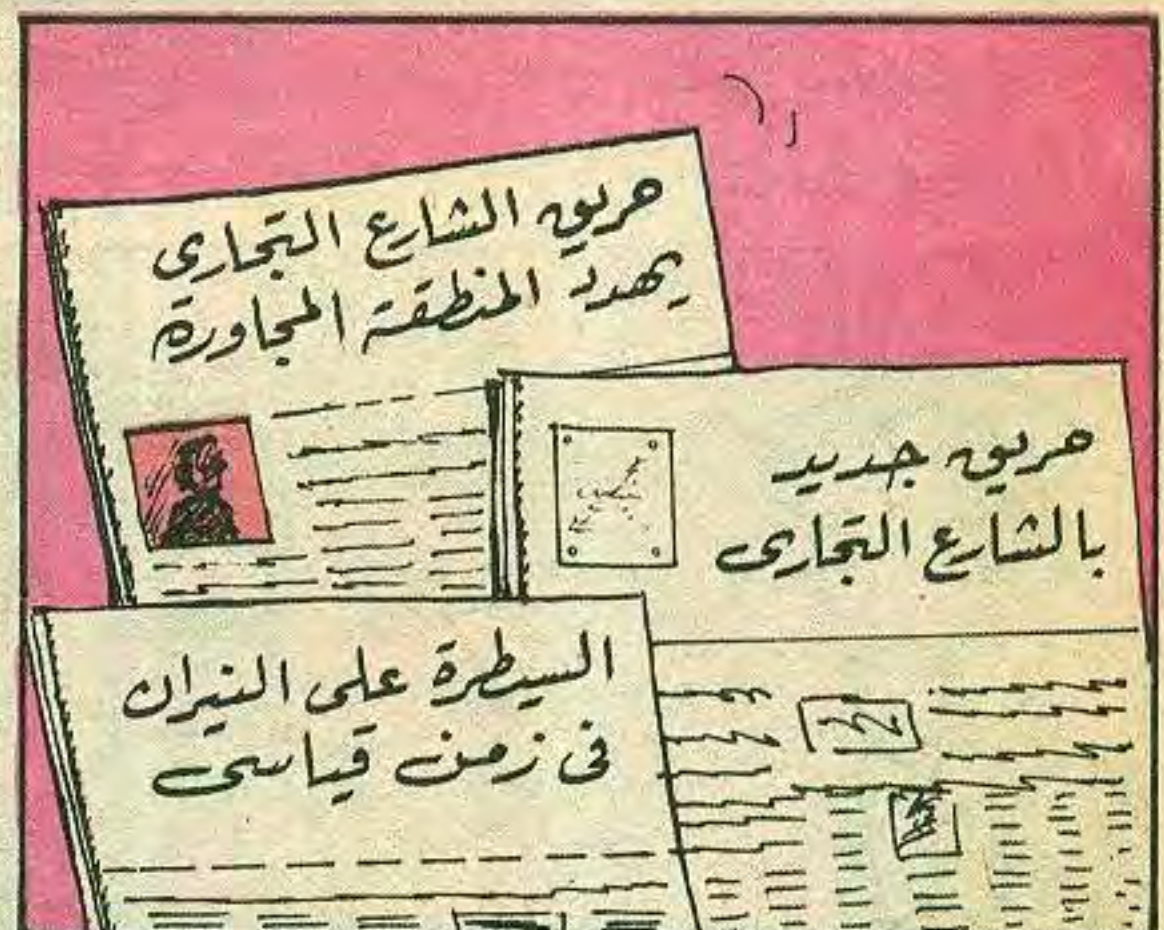 حريق الشارع التجارى
يهدد المنطقة المجاورة
حريق جديد
بالشارع التجارى
السيطرة على النيران
فى زمن قياسى